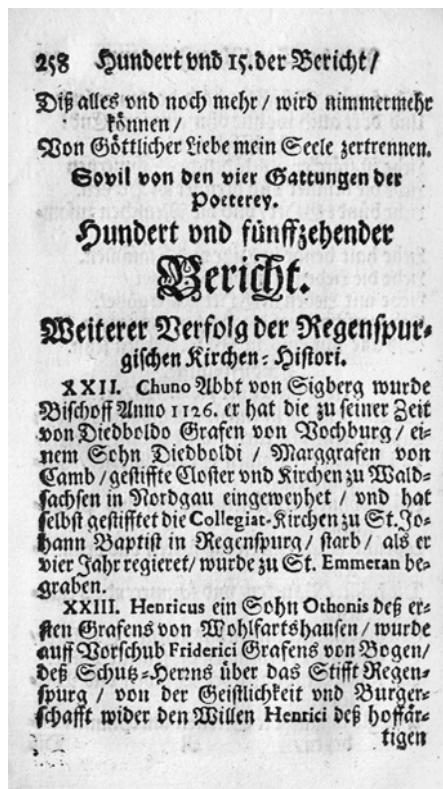 258 Hundert vnd 15. der Bericht /
Diß alles vnd noch mehr / wird nimmermehr
können /
Von Göttlicher Liebe mein Seele zertrennen.
Sovil von den vier Gattungen der
Poeterey.
Hundert vnd fünffzehender
Bericht.
Weiterer Verfolg der Regenspur-
gischen Kirchen-Histori.
XXII. Chuno Abbt von Sigberg wurde
Bischoff Anno 1126. er hat die zu seiner Zeit
von Diedboldo Grafen von Vochburg / ei-
nem Sohn Diedboldi / Marggrafen von
Camb / gestiffte Closter vnd Kirchen zu Wald-
sachsen in Nordgau eingeweyhet / vnd hat
selbst gestifftet die Collegiat-Kirchen zu St. Jo-
hann Baptist in Regenspurg / starb / als er
vier Jahr regieret / wurde zu St. Emmeran be-
graben.
XXIII. Henricus ein Sohn Othonis deß er-
sten Grafens von Wohlfartshausen / wurde
auff Vorschub Friderici Grafens von Bogen /
deß Schutz-Herns über das Stifft Regen-
spurg / von der Geistlichkeit vnd Burger-
schafft wider den Willen Henrici deß hoffär-
tigen